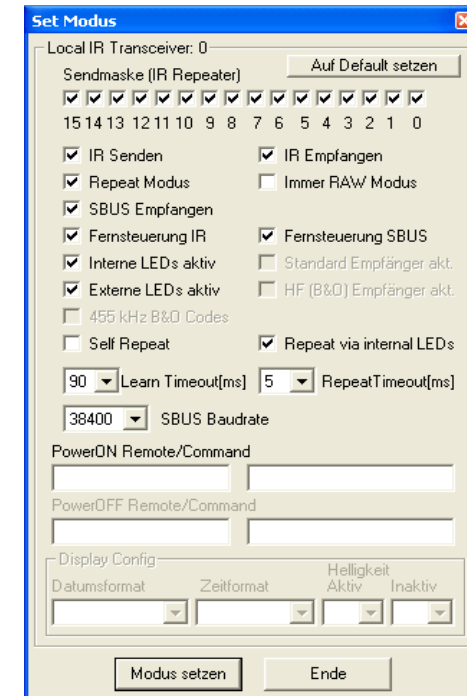 Set Modus
Local IR Transceiver: 0
Sendmaske (IR Repeater) Auf Default setzen
15 14 13 12 11 10 9 8 7 6 5 4 3 2 1 0
IR Senden IR Empfangen
Repeat Modus Immer RAW Modus
SBUS Empfangen
Fernsteuerung IR Fernsteuerung SBUS
Interne LEDs aktiv Standard Empfänger akt.
Externe LEDs aktiv HF (B&O) Empfänger akt.
455 kHz B&O Codes
Self Repeat Repeat via internal LEDs
90 Learn Timeout[ms] 5 RepeatTimeout[ms]
38400 SBUS Baudrate
PowerON Remote/Command
PowerOFF Remote/Command
Display Config
Helligkeit
Datumsformat Zeitformat Aktiv Inaktiv
Modus setzen Ende